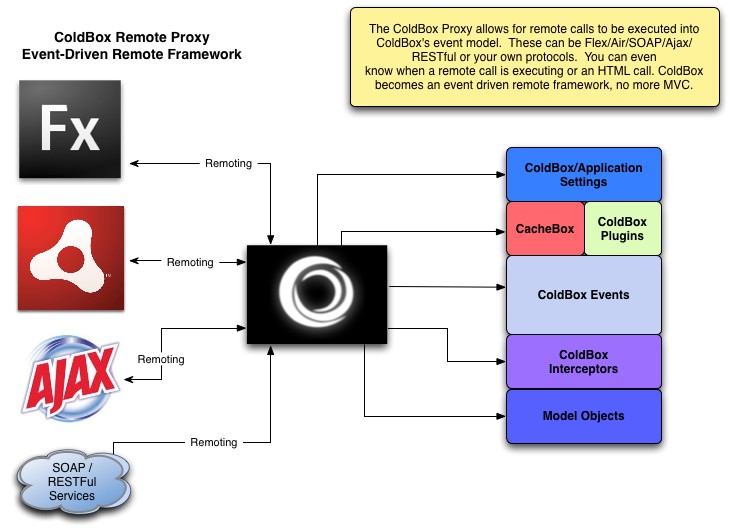 ColdBox Remote Proxy
Event-Driven Remote Framework
The ColdBox Proxy allows for remote calls to be executed into
ColdBox's event model.  These can be Flex/Air/SOAP/Ajax/
RESTful or your own protocols.  You can even
know when a remote call is executing or an HTML call. ColdBox
becomes an event driven remote framework, no more MVC.
Fx
Remoting
ColdBox/Application
Settings
CacheBox
ColdBox
Plugins
Remoting
ColdBox Events
AJAX
Remoting
ColdBox
Interceptors
Model Objects
Remoting
SOAP /
RESTFul
Services